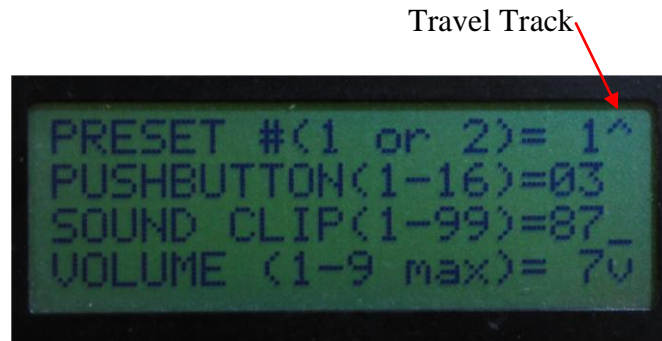 Travel Track
PRESET #(1 or 2)= 1^
PUSHBUTTON(1-16)=03
SOUND CLIP(1-99)=87_
VOLUME (1-9 max)= 7v